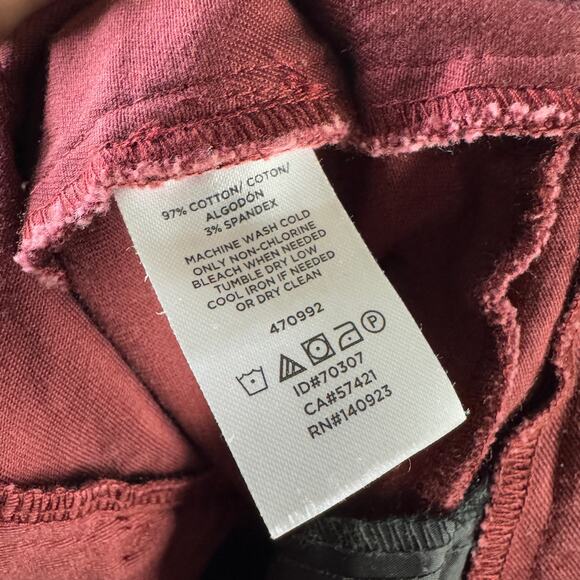 97% COTTON/ COTON/
ALGODÓN
3% SPANDEX
MACHINE WASH COLD
ONLY NON-CHLORINE
BLEACH WHEN NEEDED
TUMBLE DRY LOW
COOL IRON IF NEEDED
OR DRY CLEAN
470992
P
ID#70307
CA#57421
RN#140923